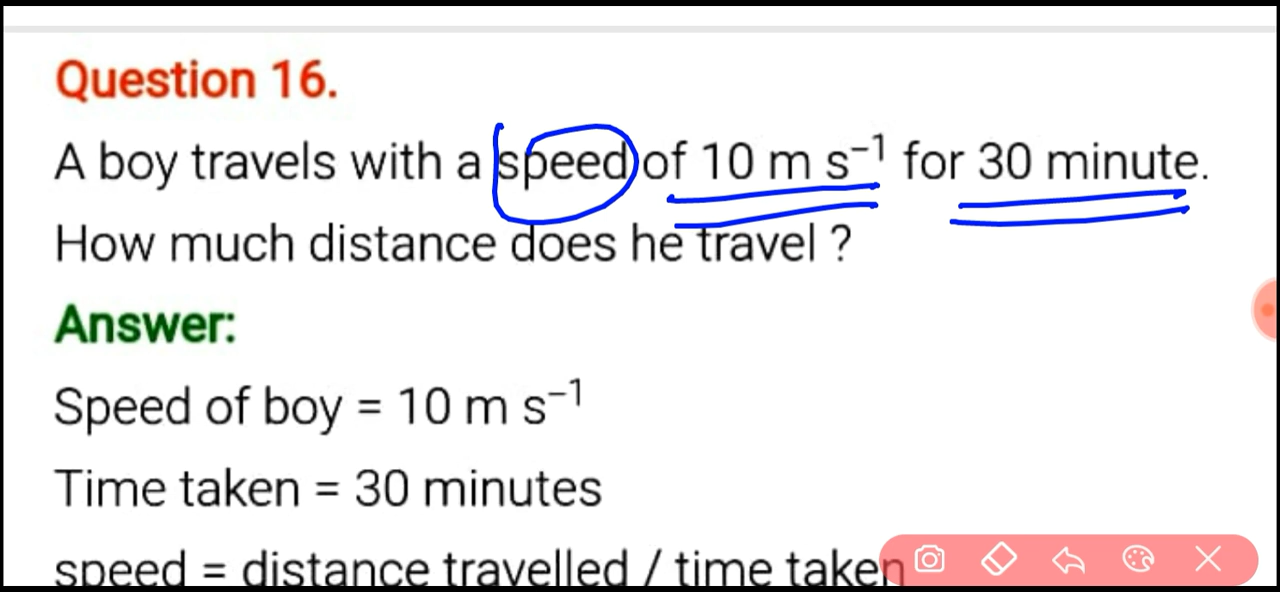 Question 16.
A boy travels with a speed of 10 m s⁻¹ for 30 minute.
How much distance does he travel ?
Answer:
Speed of boy = 10 m s⁻¹
Time taken = 30 minutes
speed = distance travelled / time taken